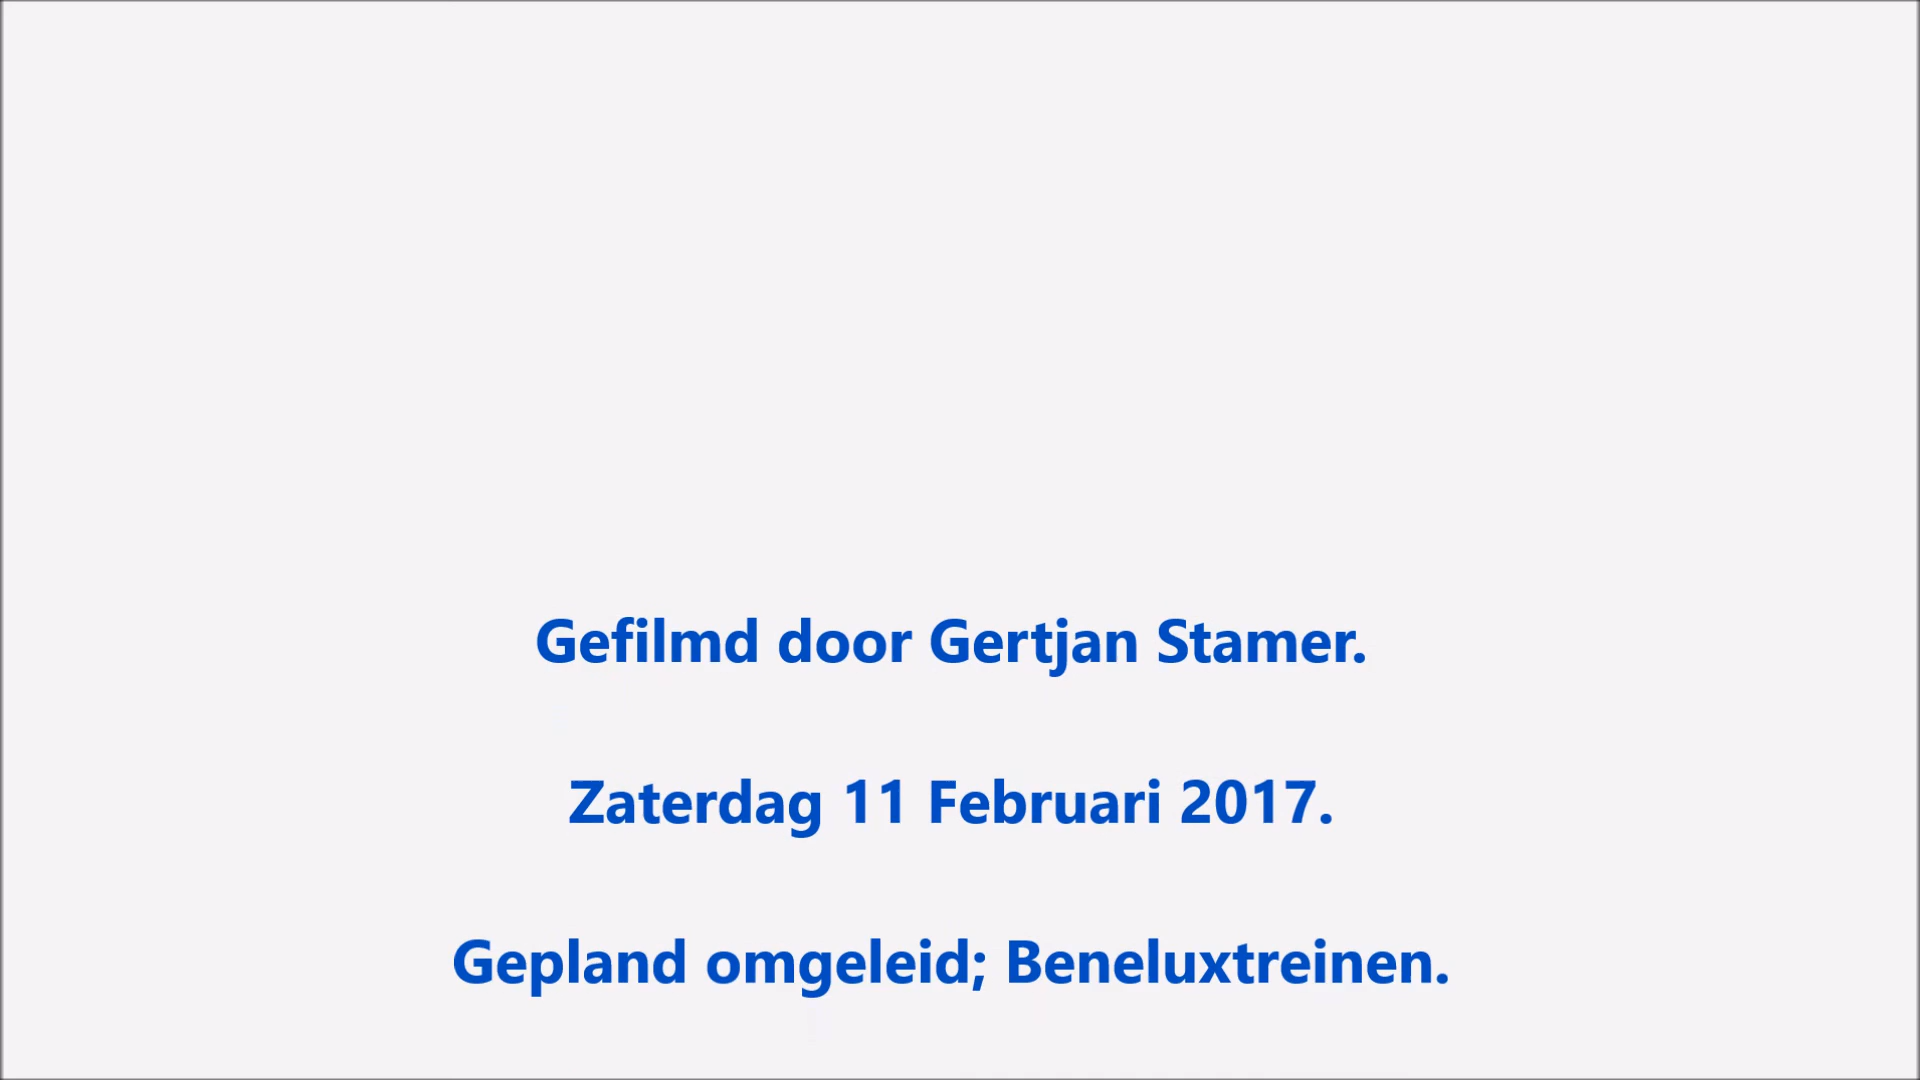 Gefilmd door Gertjan Stamer.
Zaterdag 11 Februari 2017.
Gepland omgeleid; Beneluxtreinen.